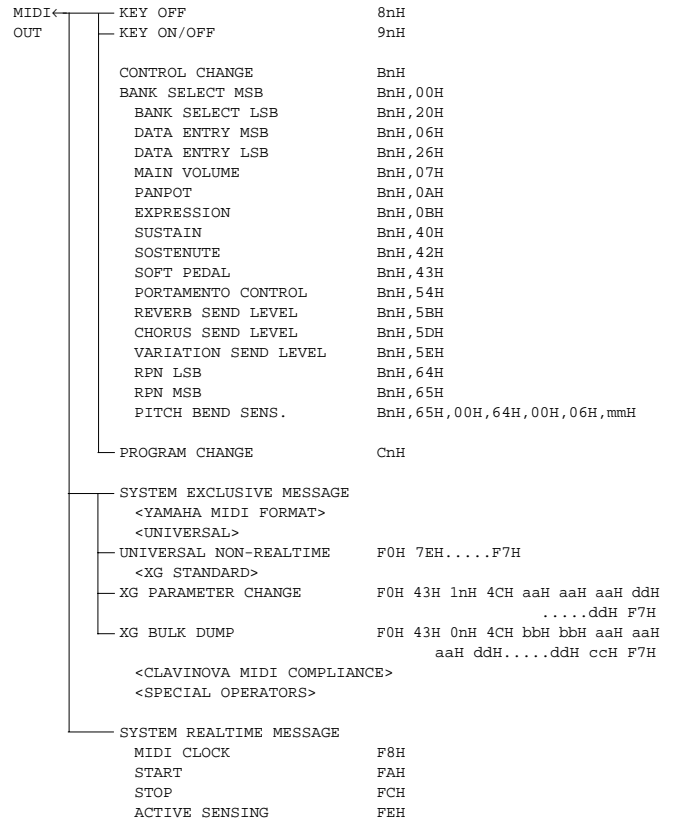 MIDI← KEY OFF 8nH
OUT KEY ON/OFF 9nH
CONTROL CHANGE BnH
BANK SELECT MSB BnH,00H
BANK SELECT LSB BnH,20H
DATA ENTRY MSB BnH,06H
DATA ENTRY LSB BnH,26H
MAIN VOLUME BnH,07H
PANPOT BnH,0AH
EXPRESSION BnH,0BH
SUSTAIN BnH,40H
SOSTENUTE BnH,42H
SOFT PEDAL BnH,43H
PORTAMENTO CONTROL BnH,54H
REVERB SEND LEVEL BnH,5BH
CHORUS SEND LEVEL BnH,5DH
VARIATION SEND LEVEL BnH,5EH
RPN LSB BnH,64H
RPN MSB BnH,65H
PITCH BEND SENS. BnH,65H,00H,64H,00H,06H,mmH
PROGRAM CHANGE CnH
SYSTEM EXCLUSIVE MESSAGE
<YAMAHA MIDI FORMAT>
<UNIVERSAL>
UNIVERSAL NON-REALTIME F0H 7EH.....F7H
<XG STANDARD>
XG PARAMETER CHANGE F0H 43H 1nH 4CH aaH aaH aaH ddH
.....ddH F7H
XG BULK DUMP F0H 43H 0nH 4CH bbH bbH aaH aaH
aaH ddH.....ddH ccH F7H
<CLAVINOVA MIDI COMPLIANCE>
<SPECIAL OPERATORS>
SYSTEM REALTIME MESSAGE
MIDI CLOCK F8H
START FAH
STOP FCH
ACTIVE SENSING FEH